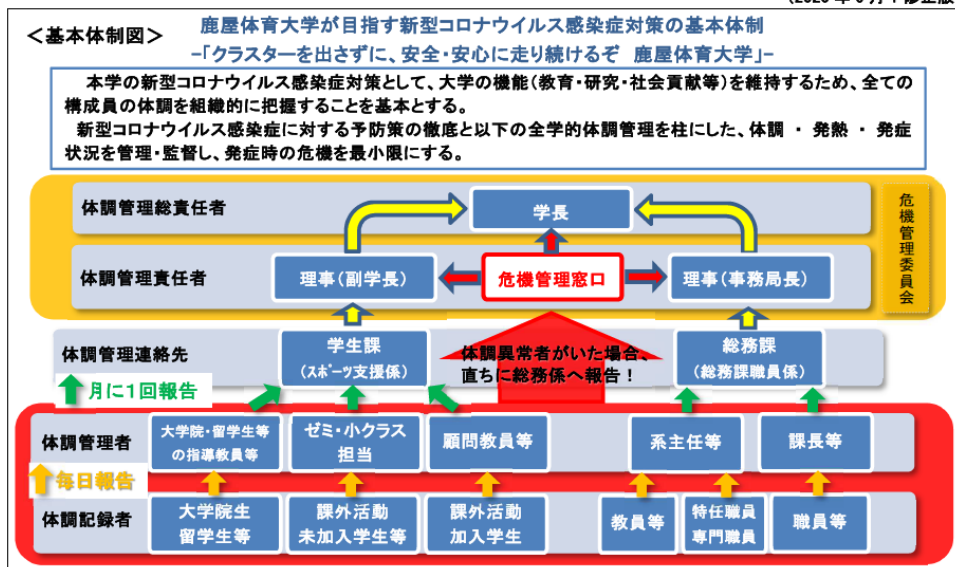 ＜基本体制図＞
鹿屋体育大学が目指す新型コロナウイルス感染症対策の基本体制
-「クラスターを出さずに、安全・安心に走り続けるぞ 鹿屋体育大学」-
本学の新型コロナウイルス感染症対策として、大学の機能(教育・研究・社会貢献等)を維持するため、全ての
構成員の体調を組織的に把握することを基本とする。
新型コロナウイルス感染症に対する予防策の徹底と以下の全学的体調管理を柱にした、体調 ・ 発熱 ・ 発症
状況を管理・監督し、発症時の危機を最小限にする。
体調管理総責任者
学長
危機管理委員会
体調管理責任者
理事(副学長)
危機管理窓口
理事(事務局長)
体調管理連絡先
学生課
(スポーツ支援係)
体調異常者がいた場合、
直ちに総務係へ報告！
総務課
(総務課職員係)
月に1回報告
体調管理者
大学院・留学生等
の指導教員等
ゼミ・小クラス
担当
顧問教員等
系主任等
課長等
毎日報告
体調記録者
大学院生
留学生等
課外活動
未加入学生等
課外活動
加入学生
教員等
特任職員
専門職員
職員等